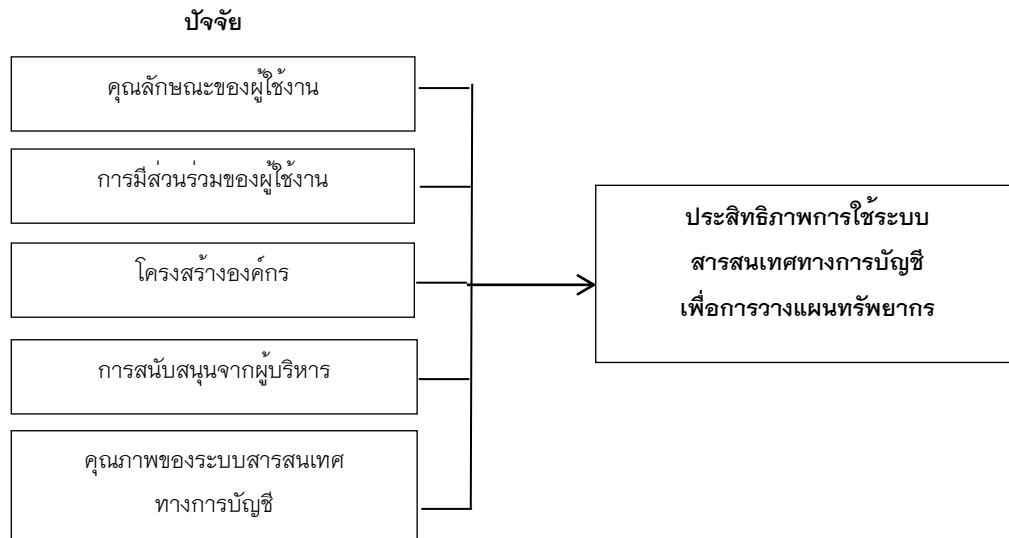 ปัจจัย
คุณลักษณะของผู้ใช้งาน
การมีส่วนร่วมของผู้ใช้งาน
โครงสร้างองค์กร
การสนับสนุนจากผู้บริหาร
คุณภาพของระบบสารสนเทศ
ทางการบัญชี
ประสิทธิภาพการใช้ระบบ
สารสนเทศทางการบัญชี
เพื่อการวางแผนทรัพยากร